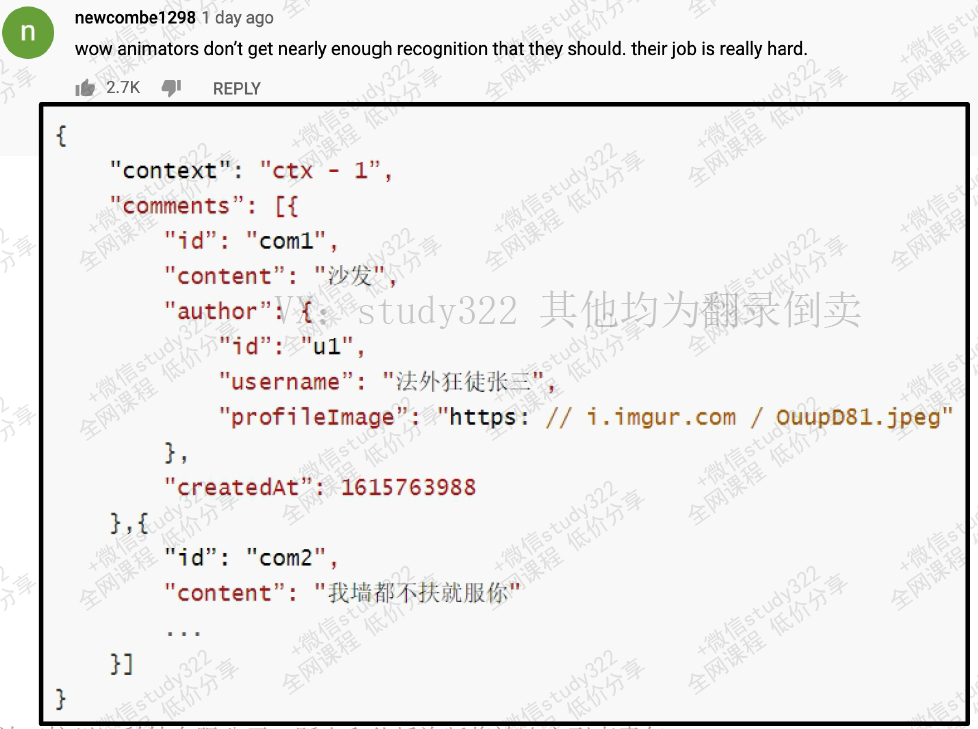 n
newcombe1298 1 day ago
wow animators don’t get nearly enough recognition that they should. their job is really hard.
2.7K REPLY
{
"context": "ctx - 1”,
"comments”: [{
"id”: "com1",
"content”: "沙发",
"author”: {
VX: study322 其他均为翻录倒卖
"id”: "u1",
"username”: "法外狂徒张三",
"profileImage”: "https: // i.imgur.com / OuupD81.jpeg"
},
"createdAt”: 1615763988
},{
"id”: "com2",
"content”: "我墙都不扶就服你"
...
}]
}
+微信study322
全网课程 低价分享